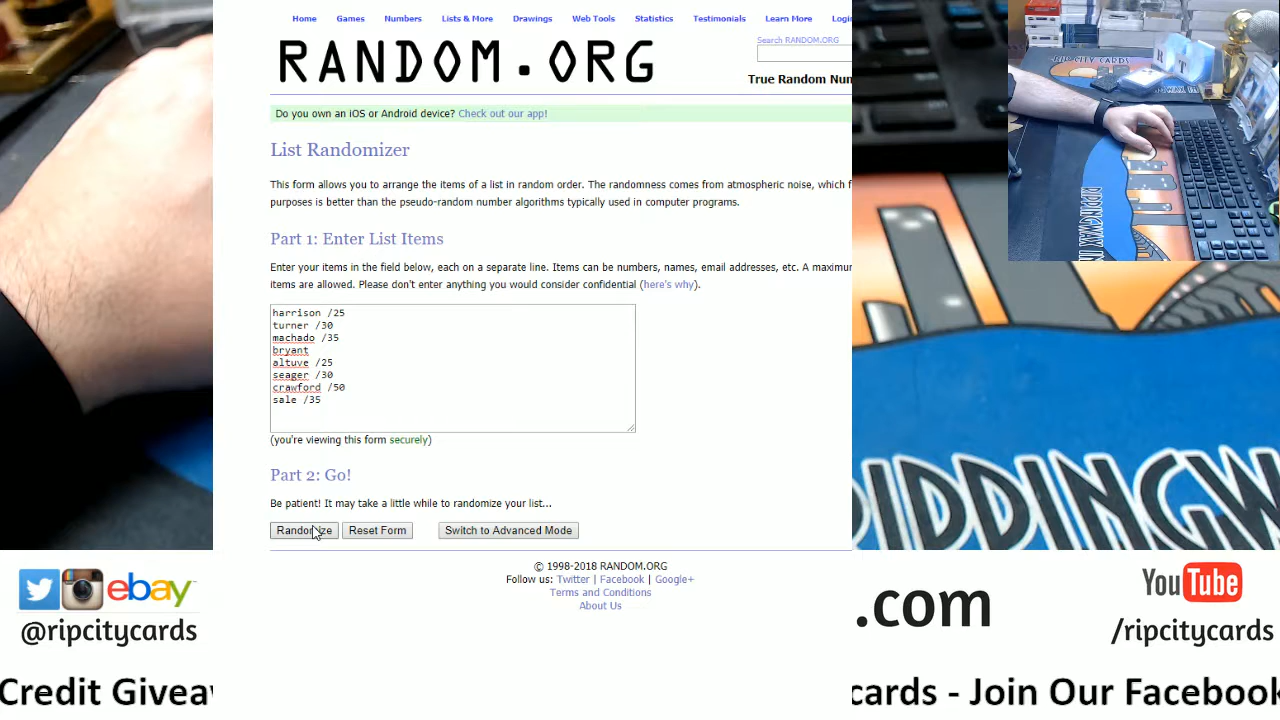 Home Games Numbers Lists & More Drawings Web Tools Statistics Testimonials Learn More Login
RANDOM.ORG
Search RANDOM.ORG
True Random Num
Do you own an iOS or Android device? Check out our app!
List Randomizer
This form allows you to arrange the items of a list in random order. The randomness comes from atmospheric noise, which f
purposes is better than the pseudo-random number algorithms typically used in computer programs.
Part 1: Enter List Items
Enter your items in the field below, each on a separate line. Items can be numbers, names, email addresses, etc. A maximum
items are allowed. Please don't enter anything you would consider confidential (here's why).
harrison /25
turner /30
machado /35
bryant
altuve /25
seager /30
crawford /50
sale /35
(you're viewing this form securely)
Part 2: Go!
Be patient! It may take a little while to randomize your list...
Randomize Reset Form Switch to Advanced Mode
© 1998-2018 RANDOM.ORG
Follow us: Twitter | Facebook | Google+
Terms and Conditions
About Us
RIP CITY CARDS
RIPPINGWAX
ebay
@ripcitycards
.com
YouTube
/ripcitycards
Credit Giveaw
cards - Join Our Facebook